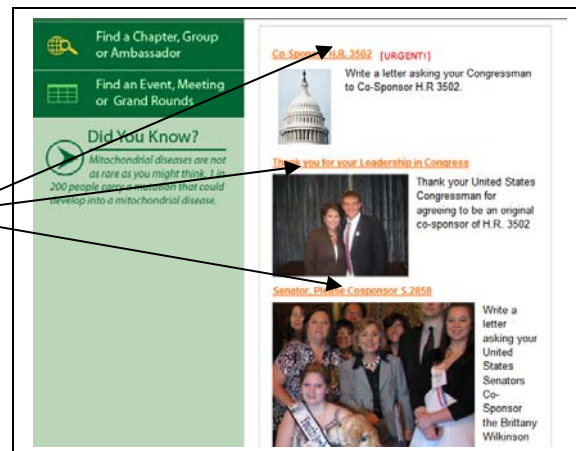 Find a Chapter, Group
or Ambassador
Find an Event, Meeting
or Grand Rounds
Did You Know?
Mitochondrial diseases are not
as rare as you might think. 1 in
200 people carry a mutation that could
develop into a mitochondrial disease.
Co-Sponsor H.R. 3502 [URGENT!]
Write a letter asking your Congressman
to Co-Sponsor H.R 3502.
Thank you for your Leadership in Congress
Thank your United States
Congressman for
agreeing to be an original
co-sponsor of H.R. 3502
Senator, Please Cosponsor S.2858
Write a
letter
asking your
United
States
Senators
Co-
Sponsor
the Brittany
Wilkinson